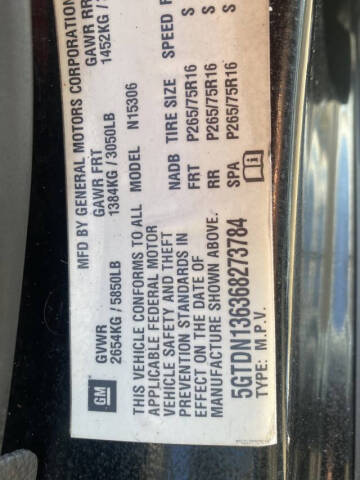 MFD BY GENERAL MOTORS CORPORATION
GM
GVWR GAWR FRT GAWR RR
2654KG / 5850LB 1384KG / 3050LB 1452KG
THIS VEHICLE CONFORMS TO ALL MODEL N15306
APPLICABLE FEDERAL MOTOR
VEHICLE SAFETY AND THEFT NADB TIRE SIZE SPEED
PREVENTION STANDARDS IN FRT P265/75R16 S
EFFECT ON THE DATE OF RR P265/75R16 S
MANUFACTURE SHOWN ABOVE. SPA P265/75R16 S
5GTDN136368273784
TYPE: M.P.V.